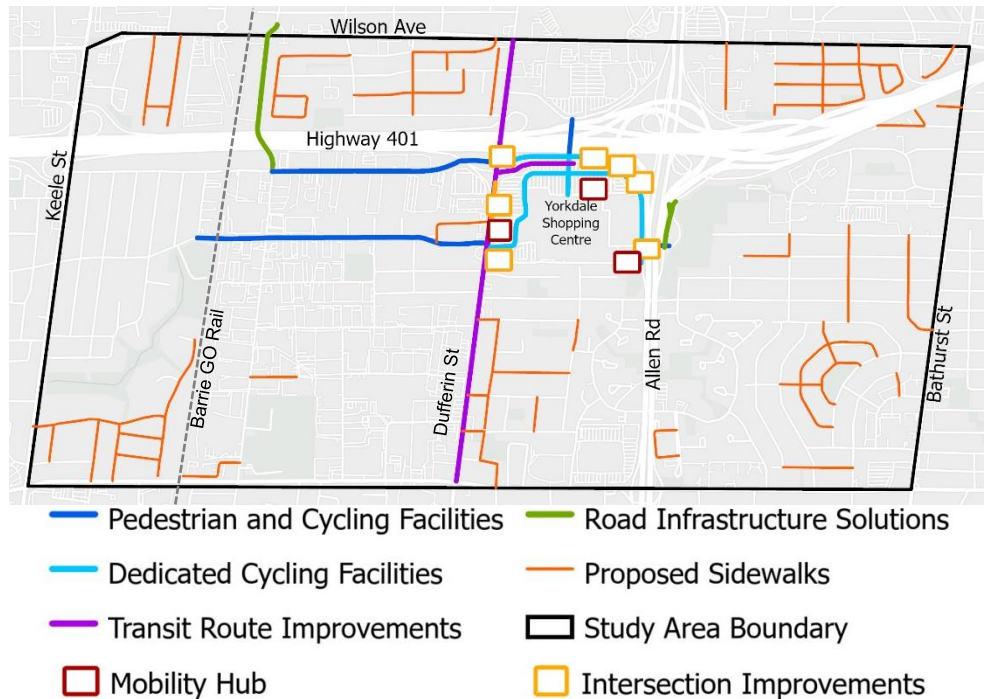 Wilson Ave
Highway 401
Keele St
Yorkdale
Shopping
Centre
Barrie GO Rail
Dufferin St
Allen Rd
Bathurst St
Pedestrian and Cycling Facilities
Road Infrastructure Solutions
Dedicated Cycling Facilities
Proposed Sidewalks
Transit Route Improvements
Study Area Boundary
Mobility Hub
Intersection Improvements